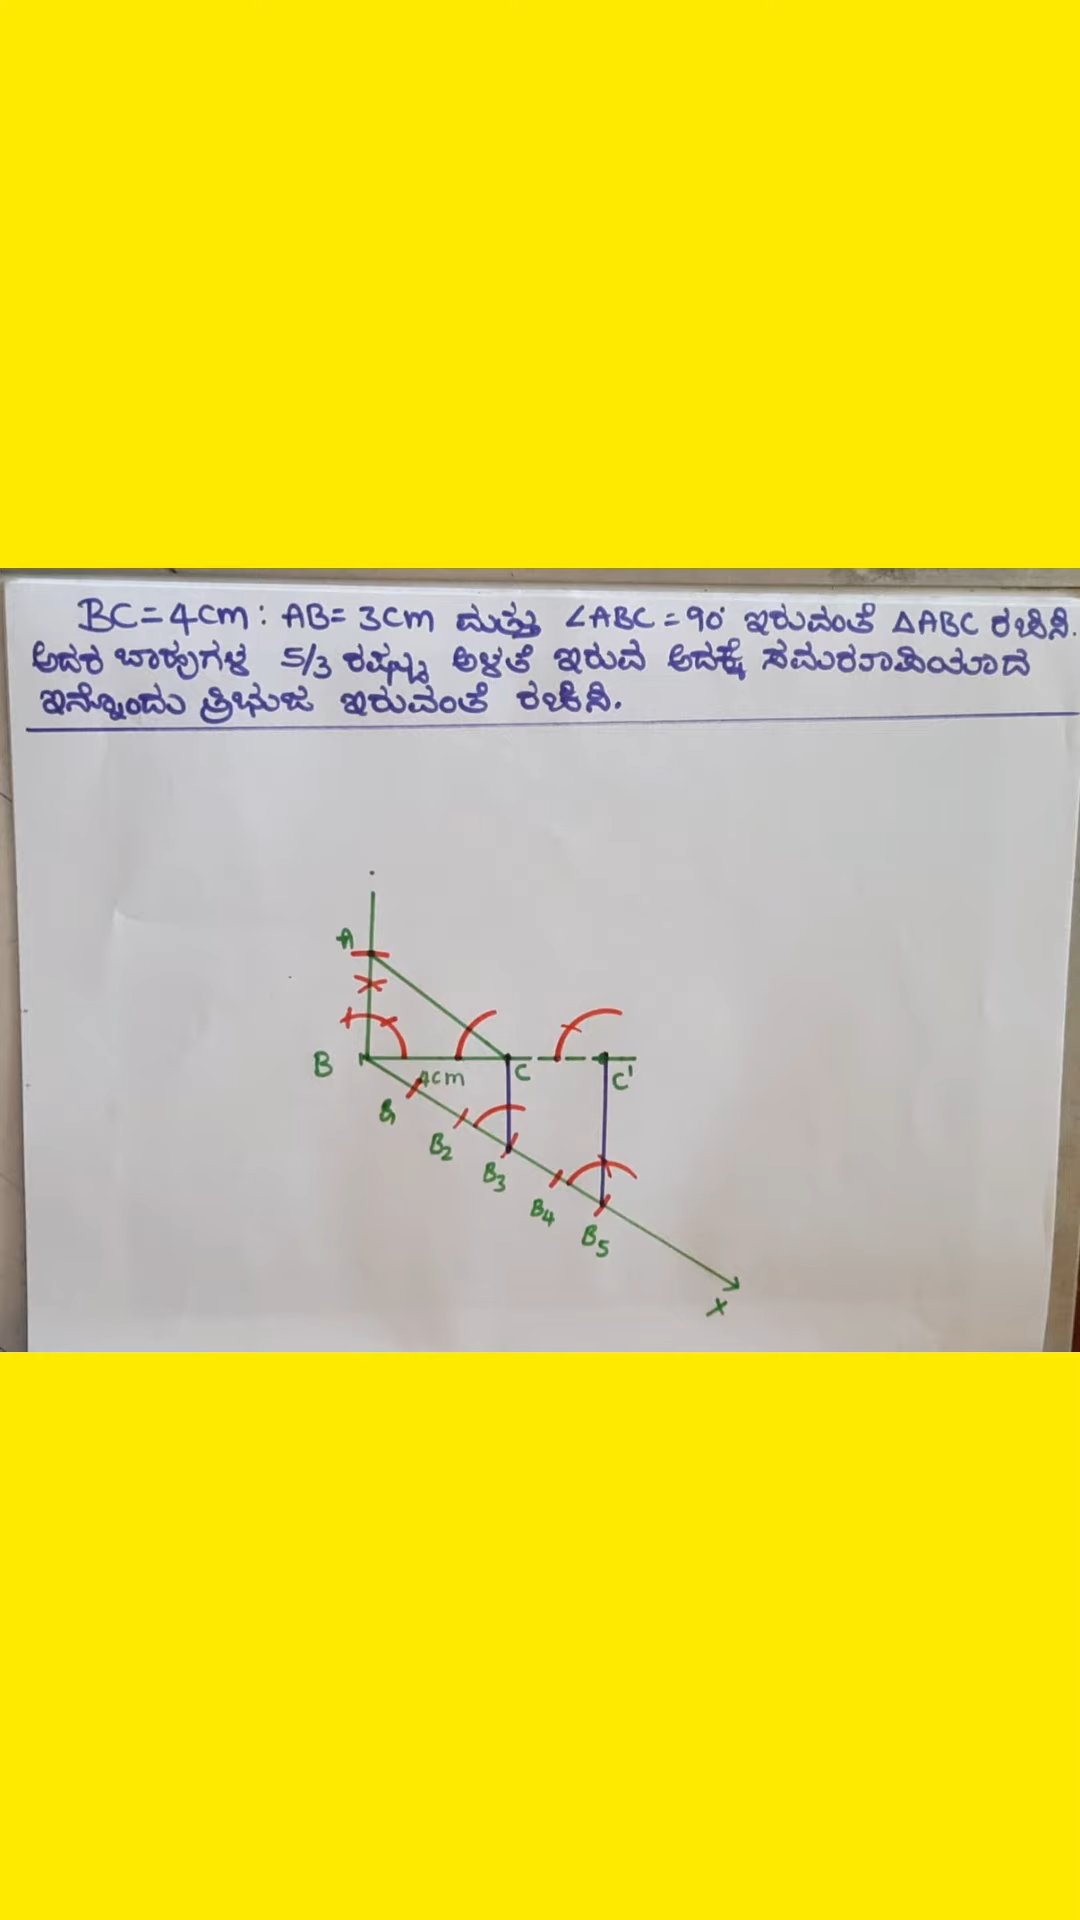 BC=4cm: AB= 3cm ಮತ್ತು ∠ABC = 90° ಇರುವಂತೆ ΔABC ರಚಿಸಿ.
ಅದರ ಬಾಹುಗಳ 5/3 ರಷ್ಟು ಅಳತೆ ಇರುವ ಅದಕ್ಕೆ ಸಮರೂಪಿಯಾದ
ಇನ್ನೊಂದು ತ್ರಿಭುಜ ಇರುವಂತೆ ರಚಿಸಿ.
A
B
4cm
C
C'
B1
B2
B3
B4
B5
X